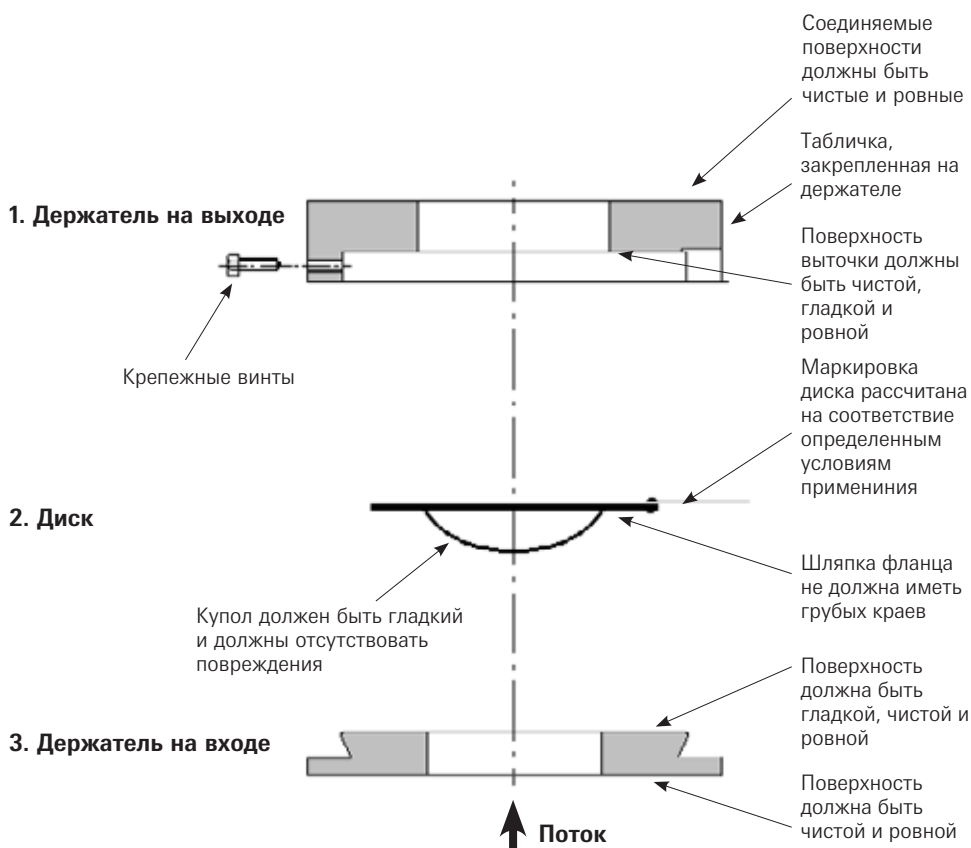 Соединяемые
поверхности
должны быть
чистые и ровные
Табличка,
закрепленная на
держателе
1. Держатель на выходе
Поверхность
выточки должны
быть чистой,
гладкой и
ровной
Крепежные винты
Маркировка
диска рассчитана
на соответствие
определенным
условиям
примениния
2. Диск
Шляпка фланца
не должна иметь
грубых краев
Купол должен быть гладкий
и должны отсутствовать
повреждения
Поверхность
должна быть
гладкой, чистой и
ровной
3. Держатель на входе
Поверхность
должна быть
чистой и ровной
Поток